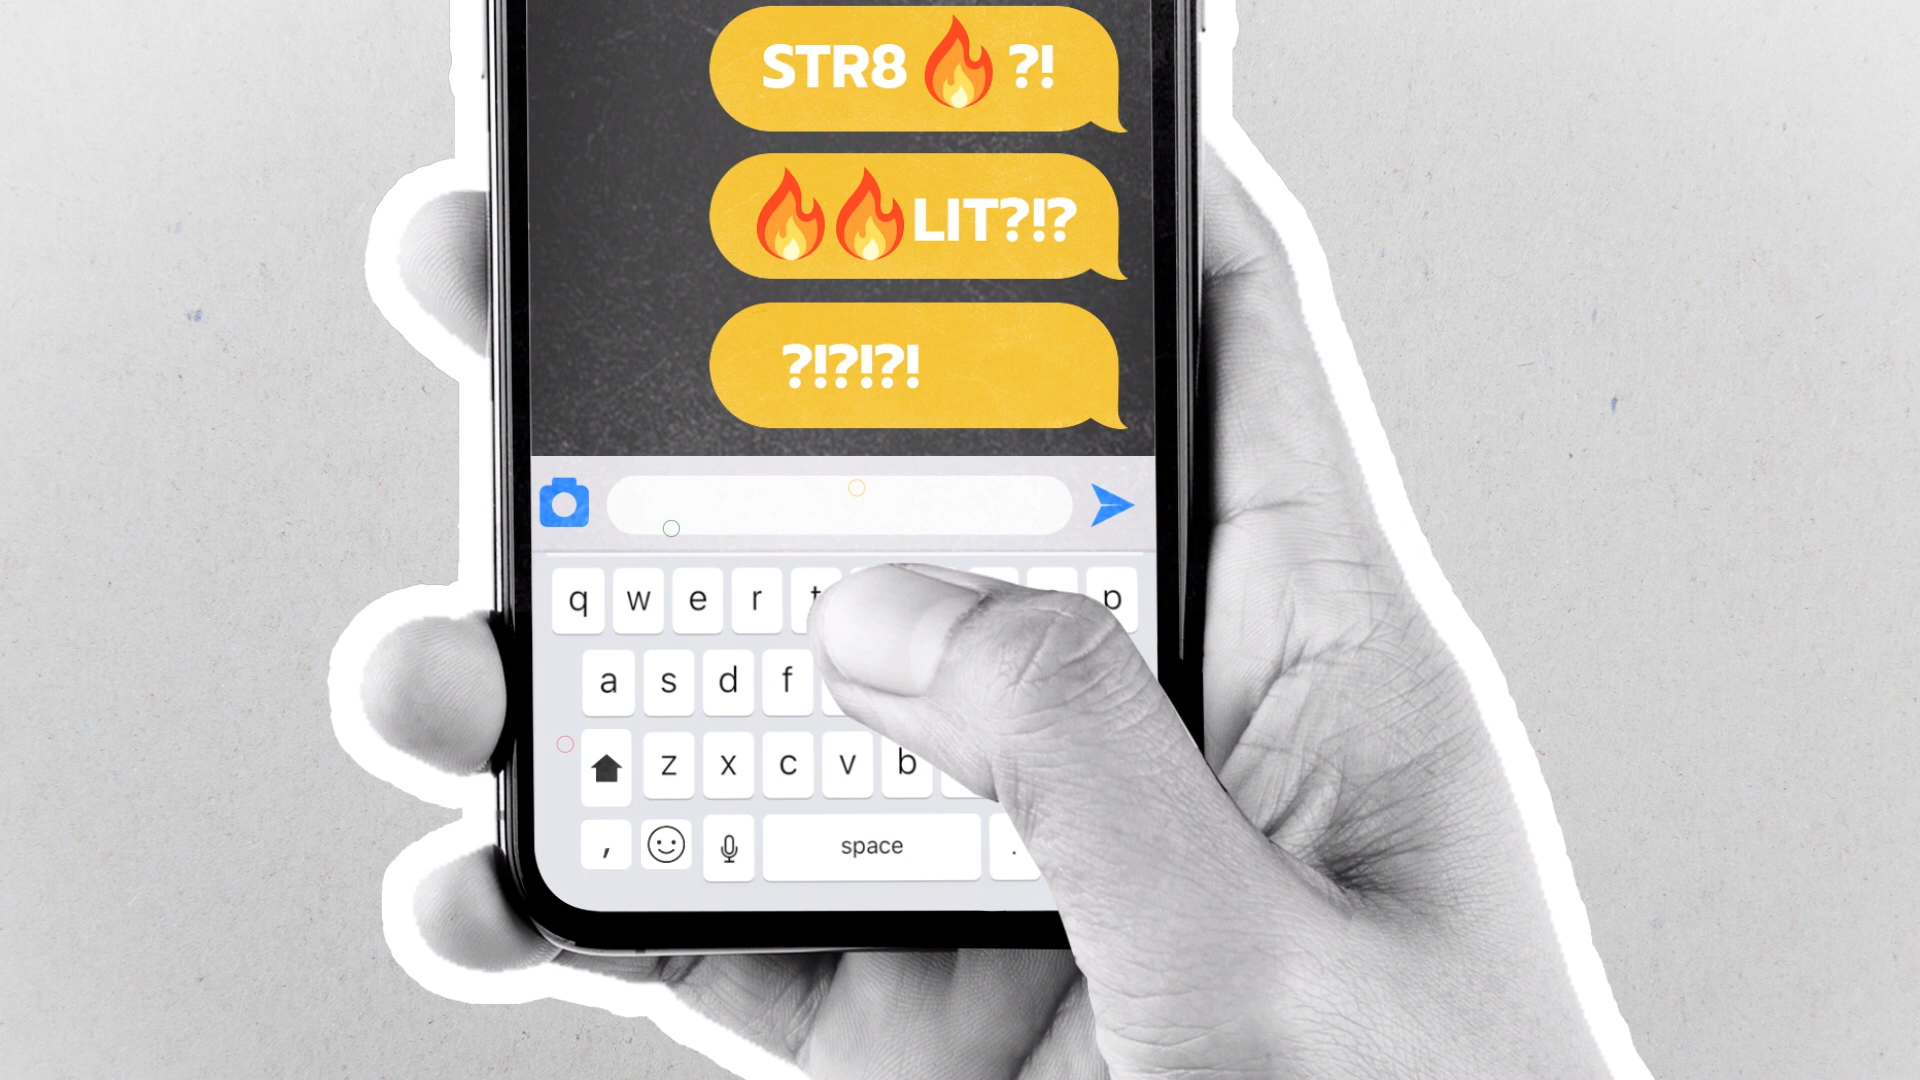 STR8 🔥 ?!
🔥🔥LIT?!?
?!?!?!
q w e r t p
a s d f
z x c v b
, space .